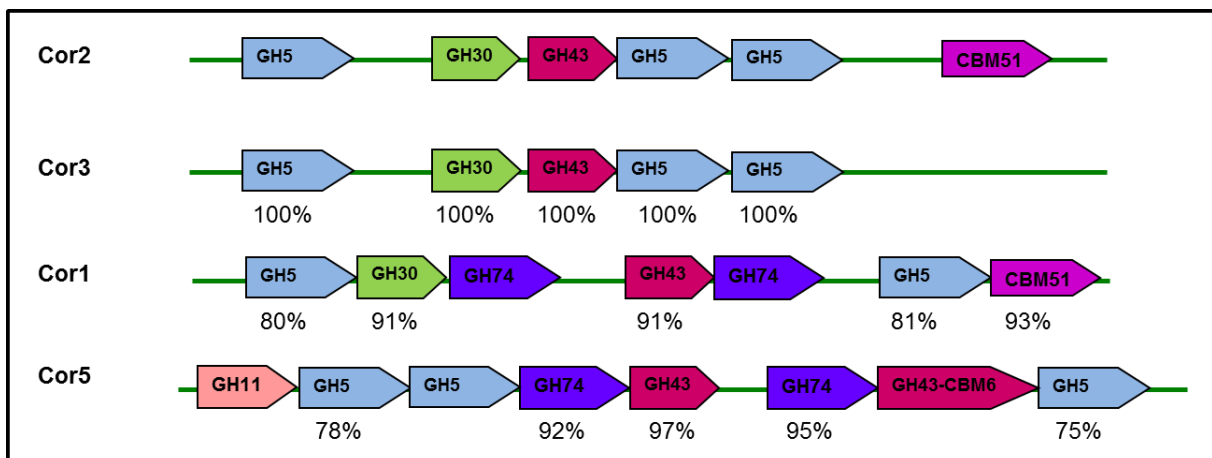 Cor2 GH5 GH30 GH43 GH5 GH5 CBM51
Cor3 GH5 GH30 GH43 GH5 GH5
100% 100% 100% 100% 100%
Cor1 GH5 GH30 GH74 GH43 GH74 GH5 CBM51
80% 91% 91% 81% 93%
Cor5 GH11 GH5 GH5 GH74 GH43 GH74 GH43-CBM6 GH5
78% 92% 97% 95% 75%